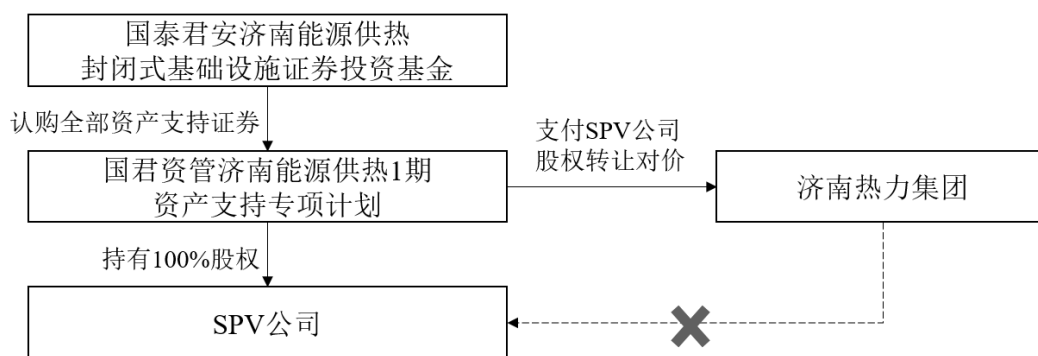 国泰君安济南能源供热
封闭式基础设施证券投资基金
认购全部资产支持证券
国君资管济南能源供热1期
资产支持专项计划
支付SPV公司
股权转让对价
济南热力集团
持有100%股权
SPV公司